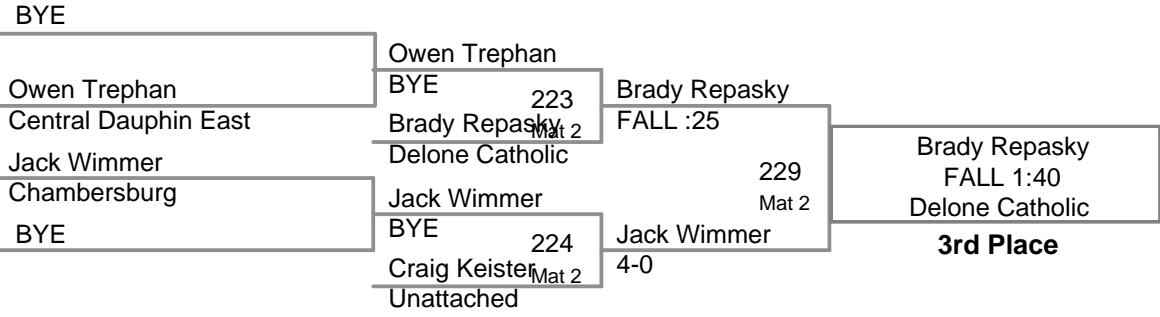 BYE
Owen Trephan
Central Dauphin East
Jack Wimmer
Chambersburg
BYE
Owen Trephan
BYE
223
Brady Repasky
Mat 2
Delone Catholic
Jack Wimmer
BYE
224
Craig Keister
Mat 2
Unattached
Brady Repasky
FALL :25
229
Mat 2
Jack Wimmer
4-0
Brady Repasky
FALL 1:40
Delone Catholic
3rd Place